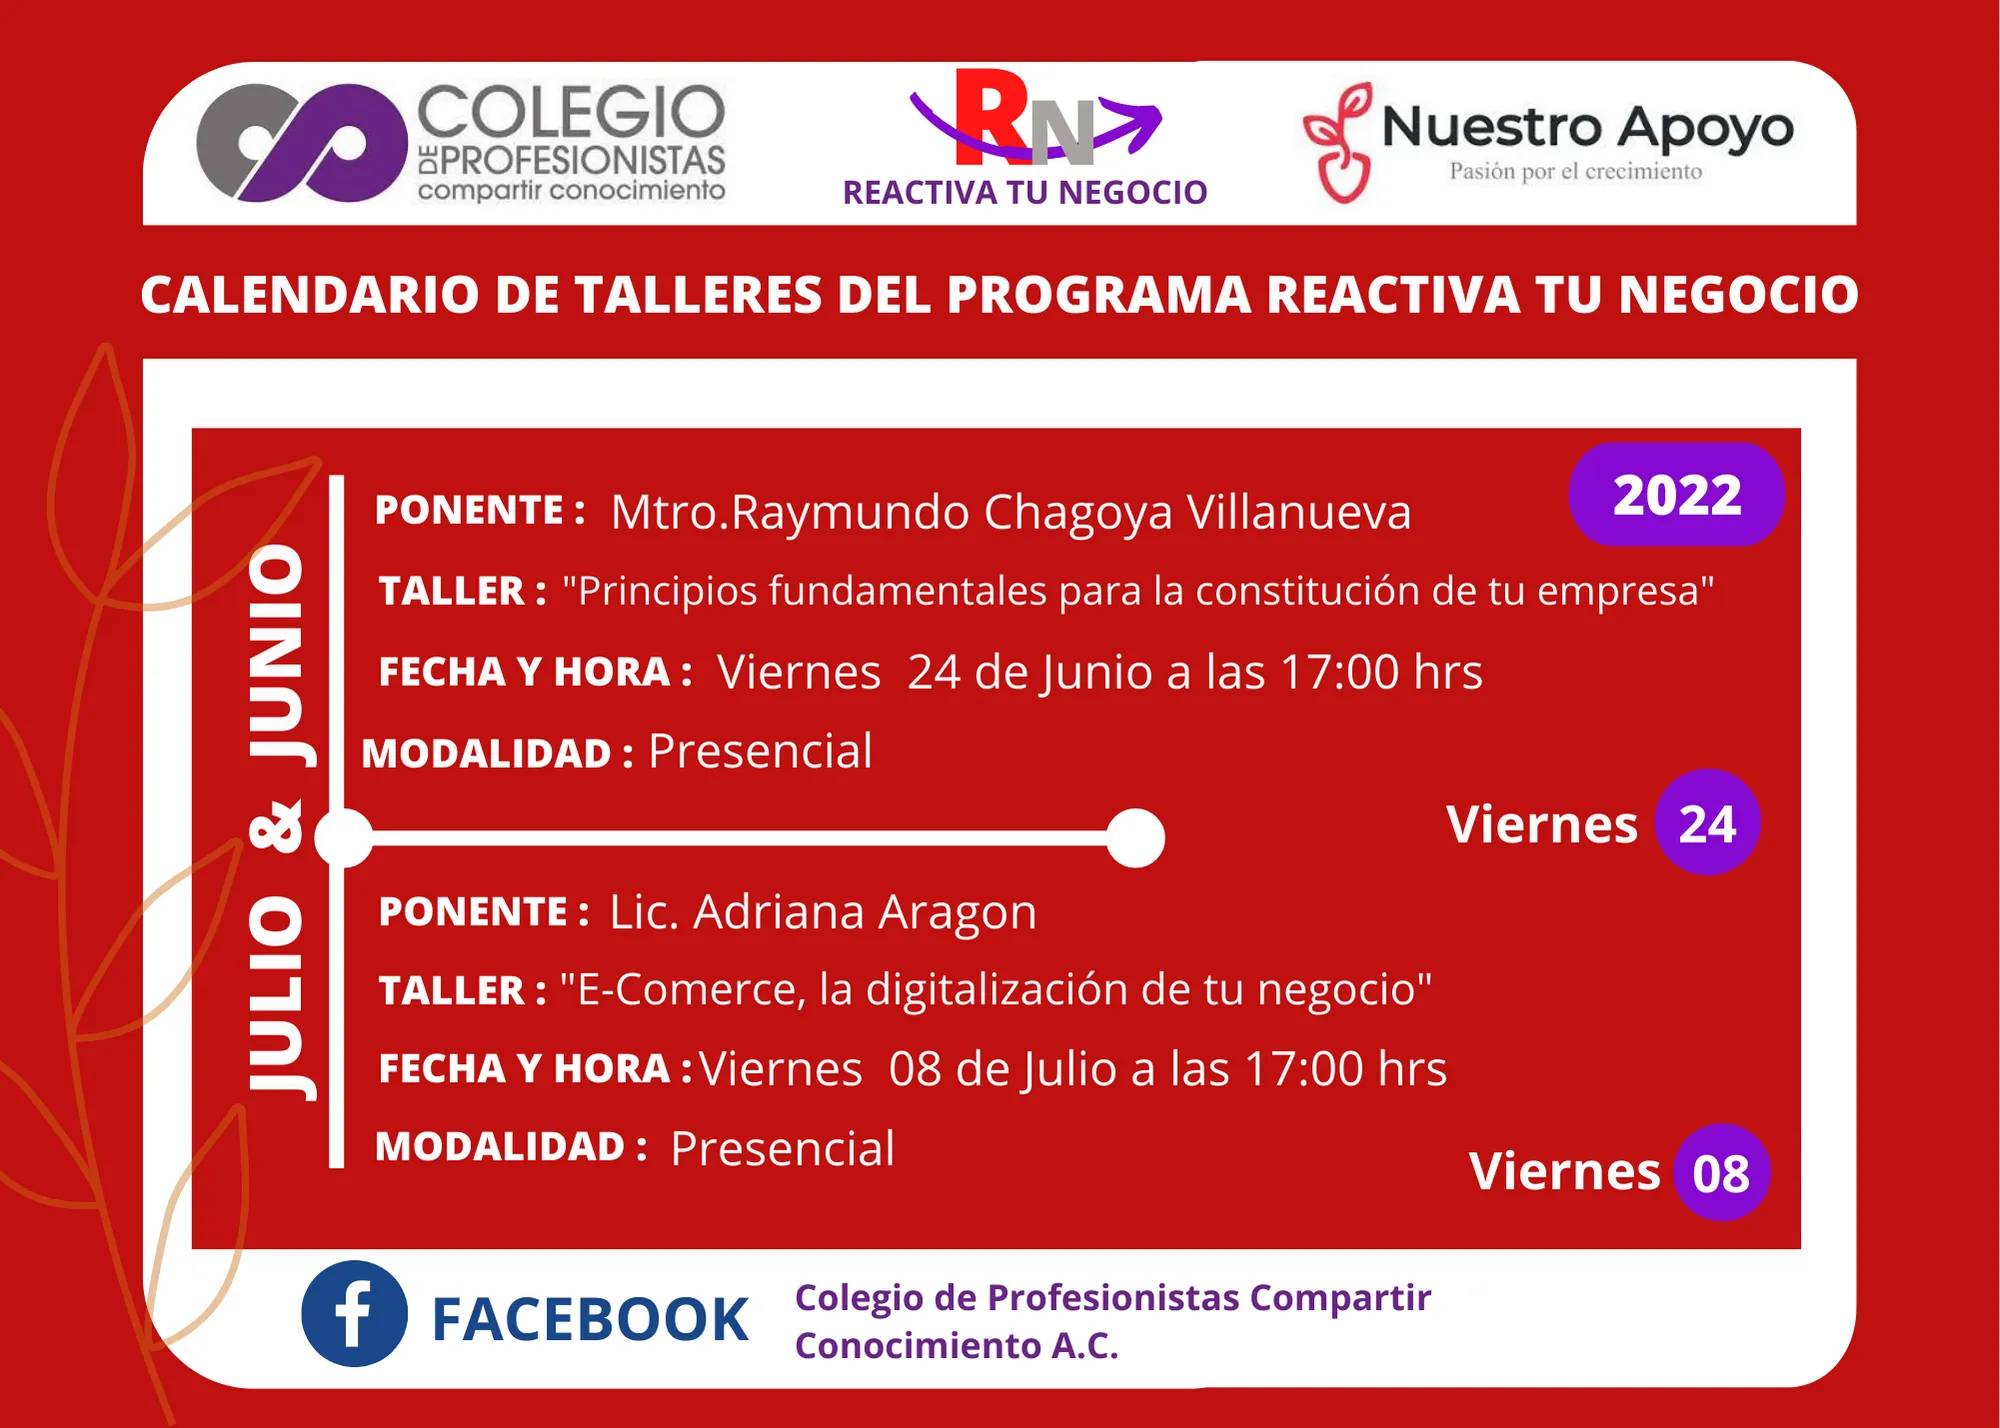 COLEGIO
DE PROFESIONISTAS
compartir conocimiento
RN
REACTIVA TU NEGOCIO
Nuestro Apoyo
Pasión por el crecimiento
CALENDARIO DE TALLERES DEL PROGRAMA REACTIVA TU NEGOCIO
2022
JULIO & JUNIO
PONENTE : Mtro.Raymundo Chagoya Villanueva
TALLER : "Principios fundamentales para la constitución de tu empresa"
FECHA Y HORA : Viernes 24 de Junio a las 17:00 hrs
MODALIDAD : Presencial
Viernes 24
PONENTE : Lic. Adriana Aragon
TALLER : "E-Comerce, la digitalización de tu negocio"
FECHA Y HORA : Viernes 08 de Julio a las 17:00 hrs
MODALIDAD : Presencial
Viernes 08
f
FACEBOOK
Colegio de Profesionistas Compartir
Conocimiento A.C.